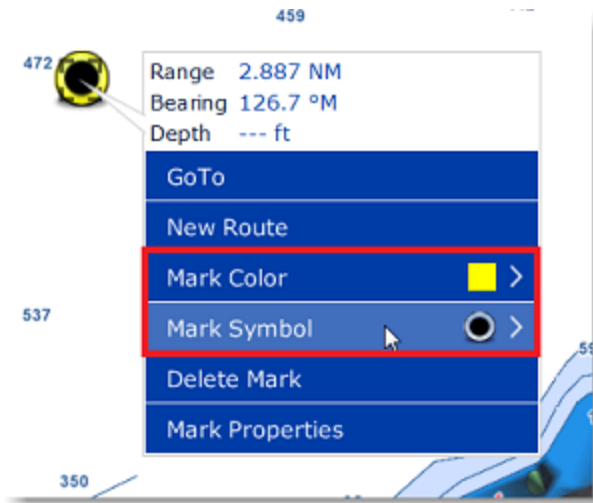 459
472
Range 2.887 NM
Bearing 126.7 °M
Depth --- ft
GoTo
New Route
Mark Color >
537
Mark Symbol >
59
Delete Mark
Mark Properties
350